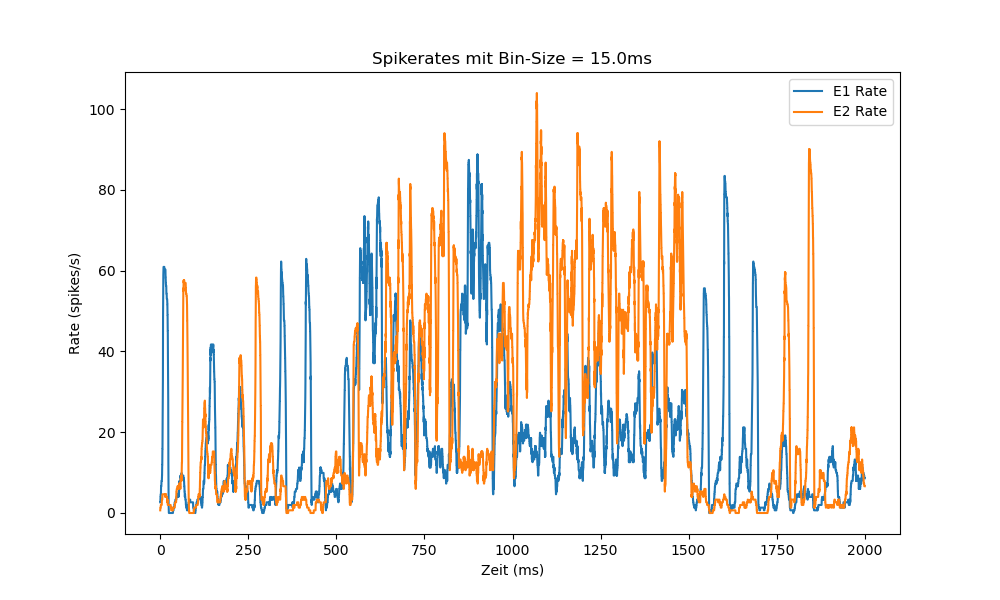 Spikerates mit Bin-Size = 15.0ms
E1 Rate
E2 Rate
100
80
60
40
20
0
Rate (spikes/s)
0 250 500 750 1000 1250 1500 1750 2000
Zeit (ms)